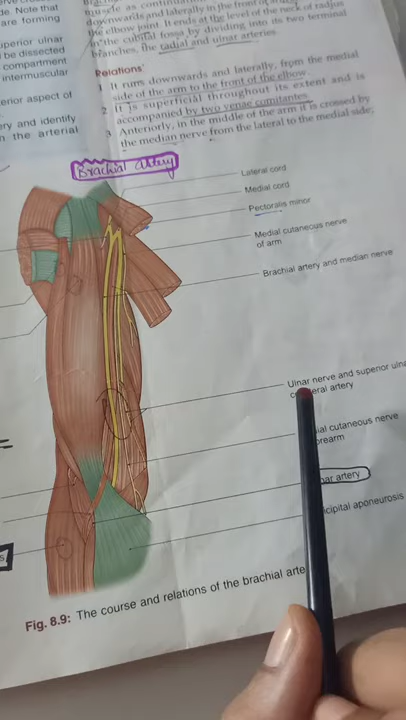 de. Note that
are forming
uperior ulnar
be dissected
compartment
intermuscular
erior aspect of
ry and identify
the arterial
muscle as
downwards and laterally in the front of
the elbow joint. It ends at the level of the neck of radius
in the cubital fossa by dividing into its two terminal
branches, the radial and ulnar arteries.
Relations
1 It runs downwards and laterally, from the medial
side of the arm to the front of the elbow.
2 It is superficial throughout its extent and is
accompanied by two venae comitantes.
3 Anteriorly, in the middle of the arm it is crossed by
the median nerve from the lateral to the medial side;
Brachial artery
Lateral cord
Medial cord
Pectoralis minor
Medial cutaneous nerve
of arm
Brachial artery and median nerve
Ulnar nerve and superior ulna
eral artery
ial cutaneous nerve
orearm
nar artery
icipital aponeurosis
Fig. 8.9: The course and relations of the brachial arte